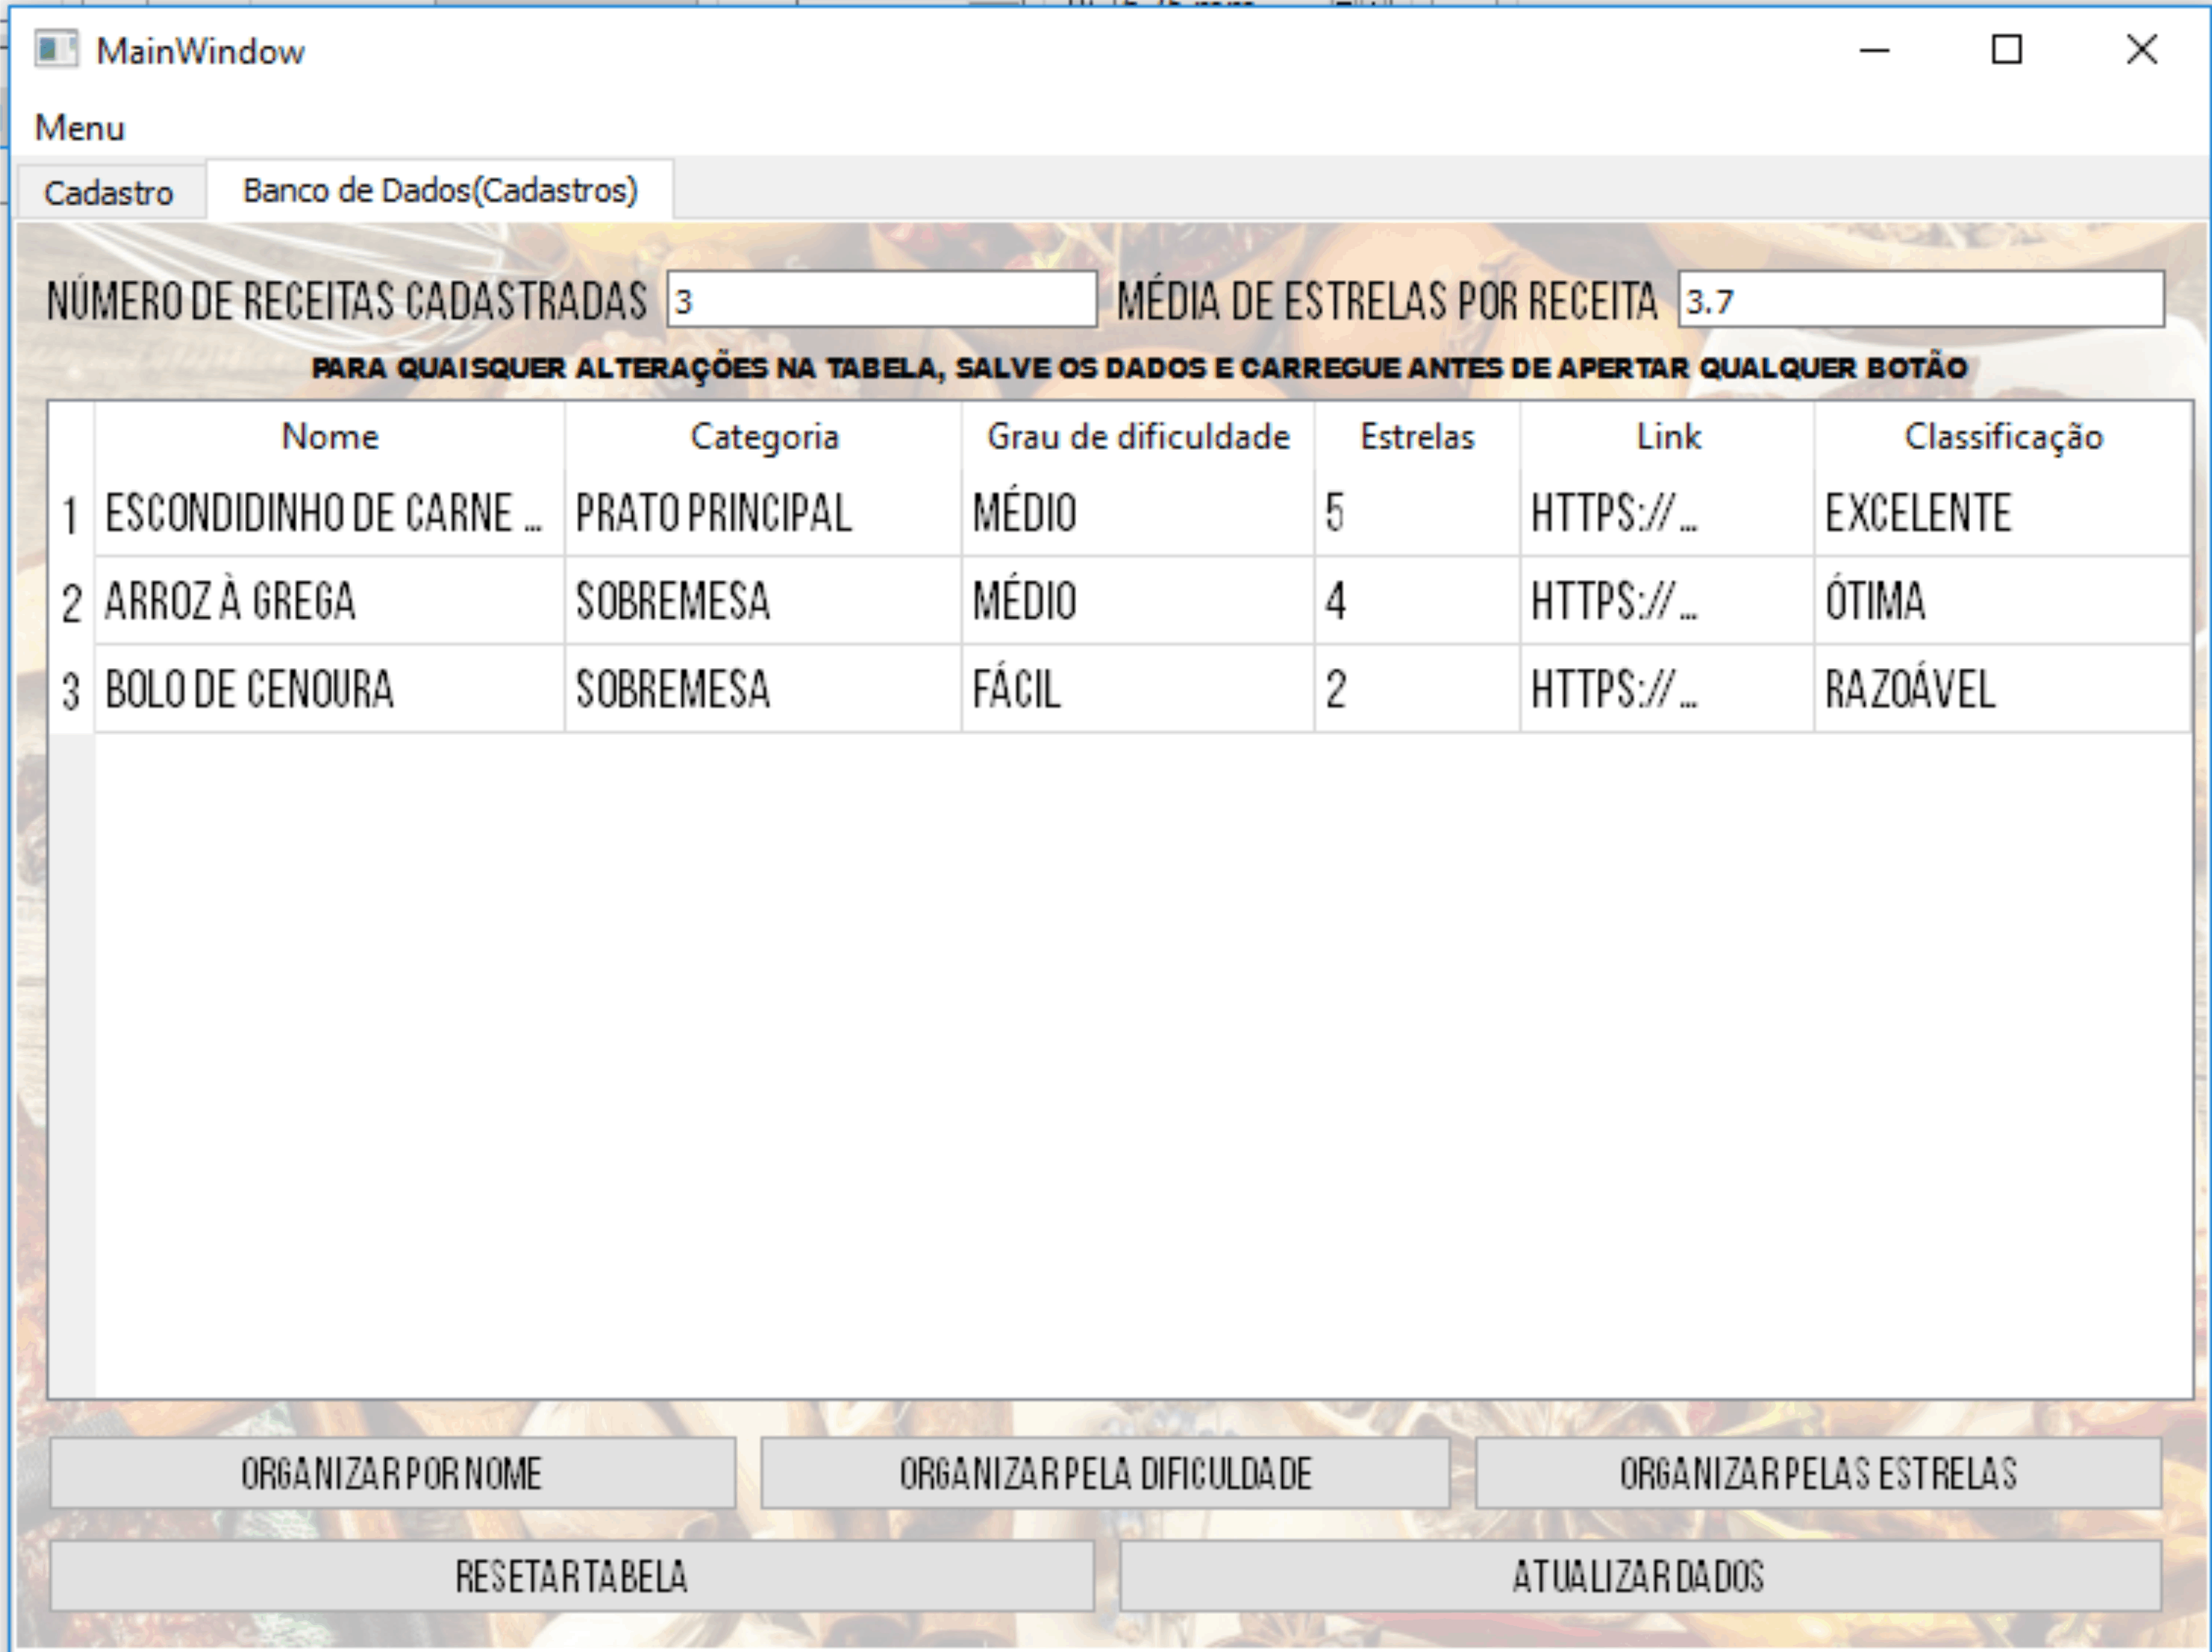 MainWindow
Menu
Cadastro Banco de Dados(Cadastros)
NÚMERO DE RECEITAS CADASTRADAS 3 MÉDIA DE ESTRELAS POR RECEITA 3.7
PARA QUAISQUER ALTERAÇÕES NA TABELA, SALVE OS DADOS E CARREGUE ANTES DE APERTAR QUALQUER BOTÃO
Nome Categoria Grau de dificuldade Estrelas Link Classificação
1 ESCONDIDINHO DE CARNE ... PRATO PRINCIPAL MÉDIO 5 HTTPS:// ... EXCELENTE
2 ARROZ À GREGA SOBREMESA MÉDIO 4 HTTPS:// ... ÓTIMA
3 BOLO DE CENOURA SOBREMESA FÁCIL 2 HTTPS:// ... RAZOÁVEL
ORGANIZAR POR NOME ORGANIZAR PELA DIFICULDADE ORGANIZAR PELAS ESTRELAS
RESETAR TABELA ATUALIZAR DADOS